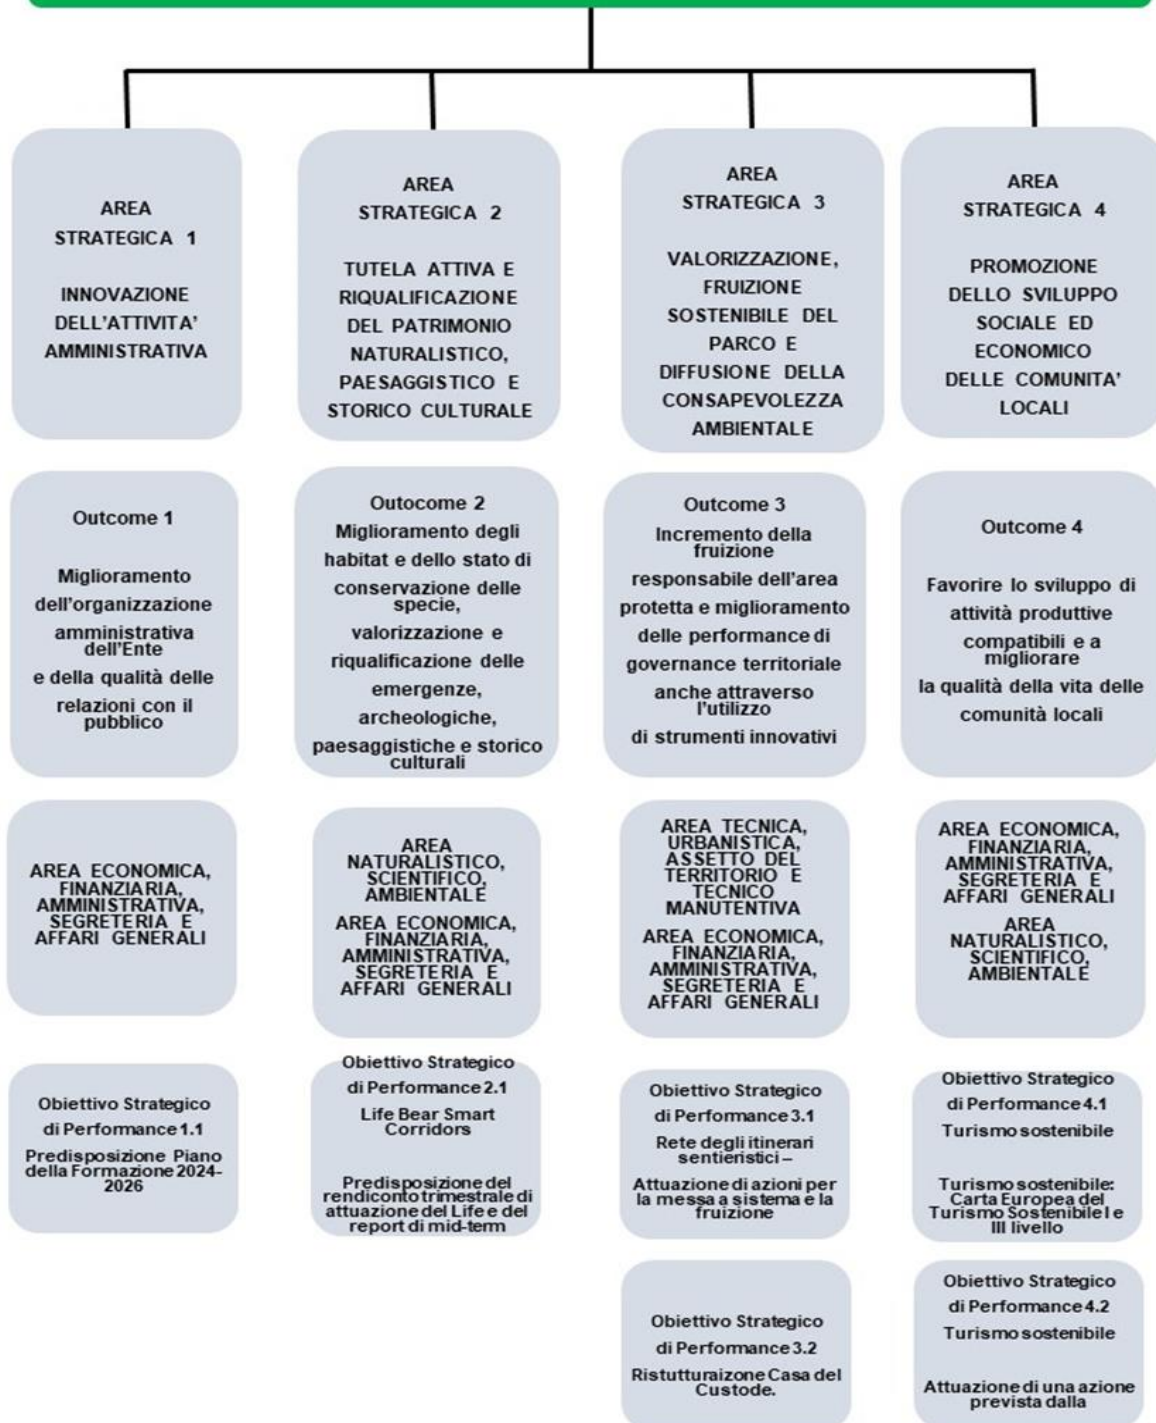 AREA
STRATEGICA 1
INNOVAZIONE
DELL'ATTIVITA'
AMMINISTRATIVA
AREA
STRATEGICA 2
TUTELA ATTIVA E
RIQUALIFICAZIONE
DEL PATRIMONIO
NATURALISTICO,
PAESAGGISTICO E
STORICO CULTURALE
AREA
STRATEGICA 3
VALORIZZAZIONE,
FRUIZIONE
SOSTENIBILE DEL
PARCO E
DIFFUSIONE DELLA
CONSAPEVOLEZZA
AMBIENTALE
AREA
STRATEGICA 4
PROMOZIONE
DELLO SVILUPPO
SOCIALE ED
ECONOMICO
DELLE COMUNITA'
LOCALI
Outcome 1
Miglioramento
dell'organizzazione
amministrativa
dell'Ente
e della qualità delle
relazioni con il
pubblico
Outocome 2
Miglioramento degli
habitat e dello stato di
conservazione delle
specie,
valorizzazione e
riqualificazione delle
emergenze,
archeologiche,
paesaggistiche e storico
culturali
Outcome 3
Incremento della
fruizione
responsabile dell'area
protetta e miglioramento
delle performance di
governance territoriale
anche attraverso
l'utilizzo
di strumenti innovativi
Outcome 4
Favorire lo sviluppo di
attività produttive
compatibili e a
migliorare
la qualità della vita delle
comunità locali
AREA ECONOMICA,
FINANZIARIA,
AMMINISTRATIVA,
SEGRETERIA E
AFFARI GENERALI
AREA
NATURALISTICO,
SCIENTIFICO,
AMBIENTALE
AREA ECONOMICA,
FINANZIARIA,
AMMINISTRATIVA,
SEGRETERIA E
AFFARI GENERALI
AREA TECNICA,
URBANISTICA,
ASSETTO DEL
TERRITORIO E
TECNICO
MANUTENTIVA
AREA ECONOMICA,
FINANZIARIA,
AMMINISTRATIVA,
SEGRETERIA E
AFFARI GENERALI
AREA ECONOMICA,
FINANZIARIA,
AMMINISTRATIVA,
SEGRETERIA E
AFFARI GENERALI
AREA
NATURALISTICO,
SCIENTIFICO,
AMBIENTALE
Obiettivo Strategico
di Performance 1.1
Predisposizione Piano
della Formazione 2024-
2026
Obiettivo Strategico
di Performance 2.1
Life Bear Smart
Corridors
Predisposizione del
rendiconto trimestrale di
attuazione del Life e del
report di mid-term
Obiettivo Strategico
di Performance 3.1
Rete degli itinerari
sentieristici –
Attuazione di azioni per
la messa a sistema e la
fruizione
Obiettivo Strategico
di Performance 4.1
Turismo sostenibile
Turismo sostenibile:
Carta Europea del
Turismo Sostenibile I e
III livello
Obiettivo Strategico
di Performance 3.2
Ristutturaizone Casa del
Custode.
Obiettivo Strategico
di Performance 4.2
Turismo sostenibile
Attuazione di una azione
prevista dalla